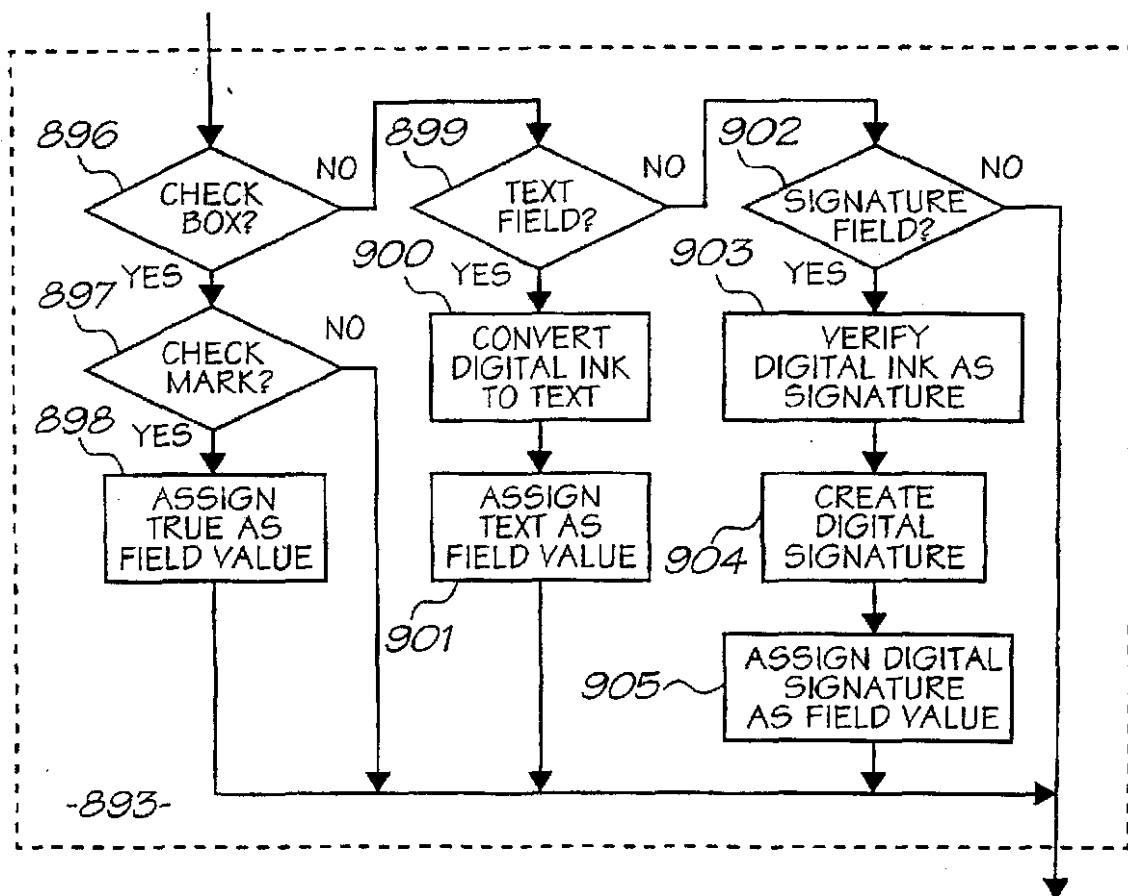 896
CHECK
BOX?
NO
YES
897
CHECK
MARK?
NO
YES
898
ASSIGN
TRUE AS
FIELD VALUE
899
TEXT
FIELD?
NO
YES
900
CONVERT
DIGITAL INK
TO TEXT
ASSIGN
TEXT AS
FIELD VALUE
901
902
SIGNATURE
FIELD?
NO
YES
903
VERIFY
DIGITAL INK AS
SIGNATURE
CREATE
DIGITAL
SIGNATURE
904
ASSIGN DIGITAL
SIGNATURE
AS FIELD VALUE
905
-893-